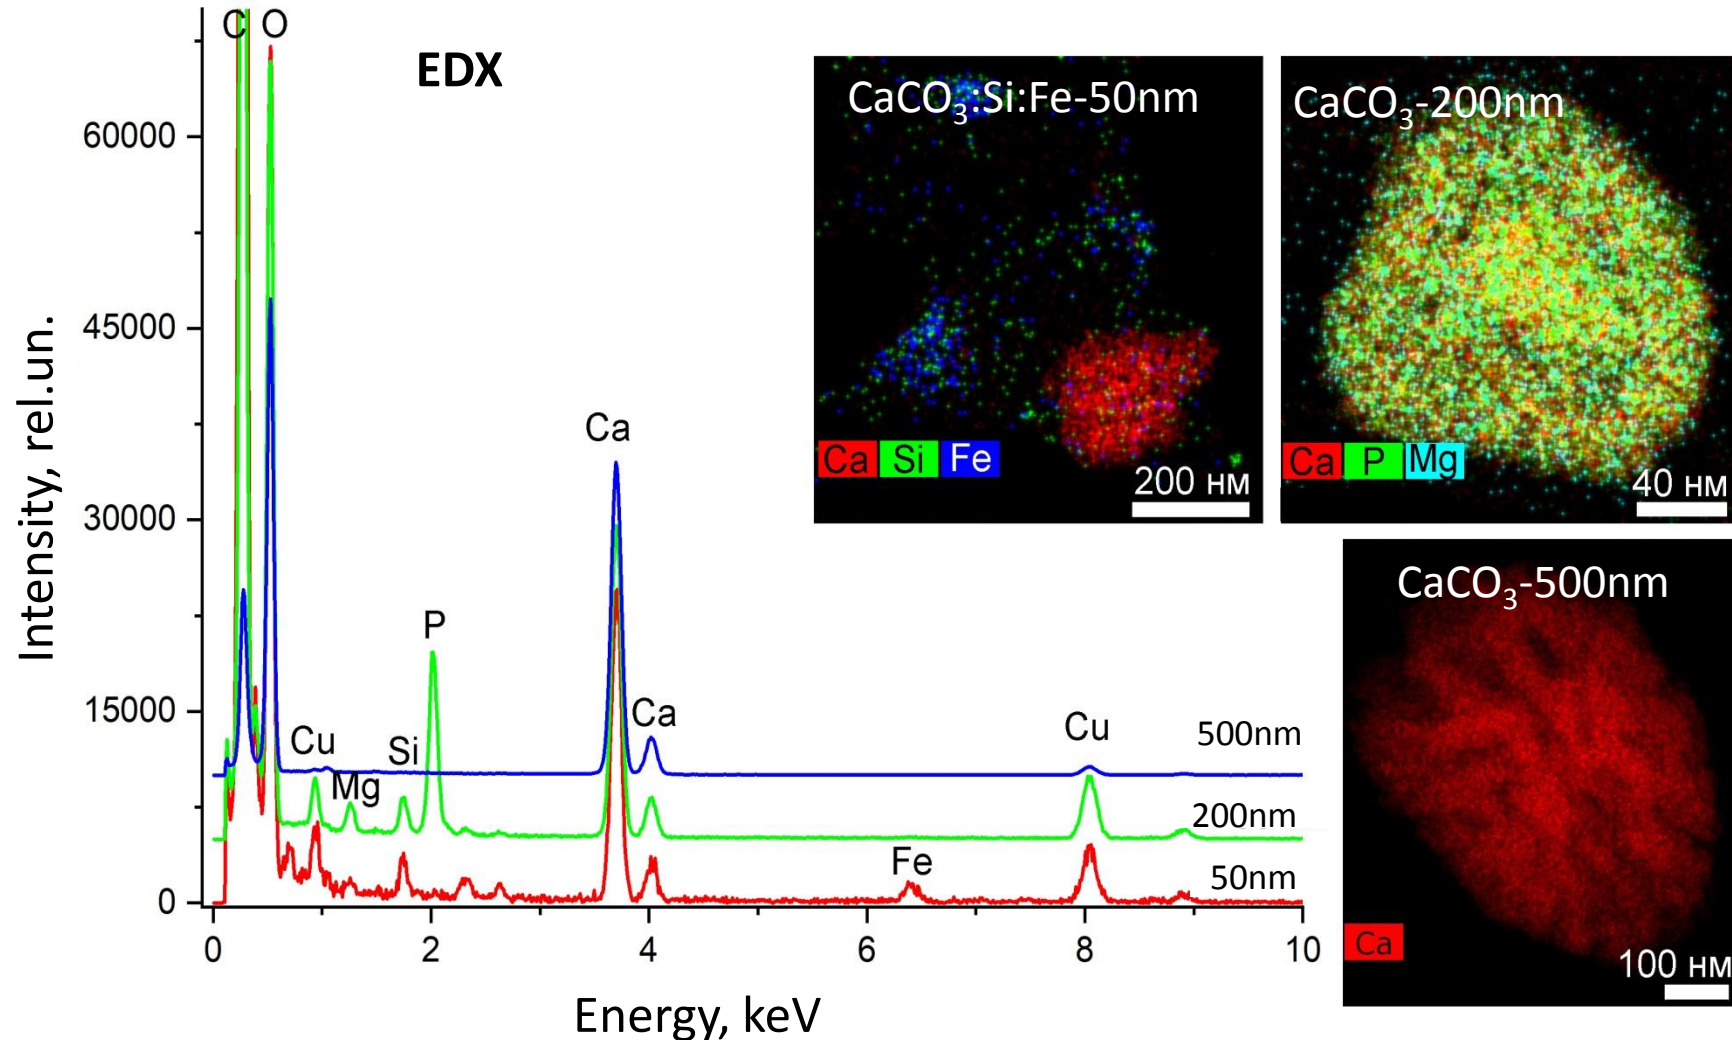 EDX
C O
Intensity, rel.un.
60000
45000
30000
15000
0
Cu
Mg
Si
P
Ca
Ca
Fe
Cu
500nm
200nm
50nm
0 2 4 6 8 10
Energy, keV
CaCO₃:Si:Fe-50nm
Ca Si Fe
200 нм
CaCO₃-200nm
Ca P Mg
40 нм
CaCO₃-500nm
Ca
100 нм